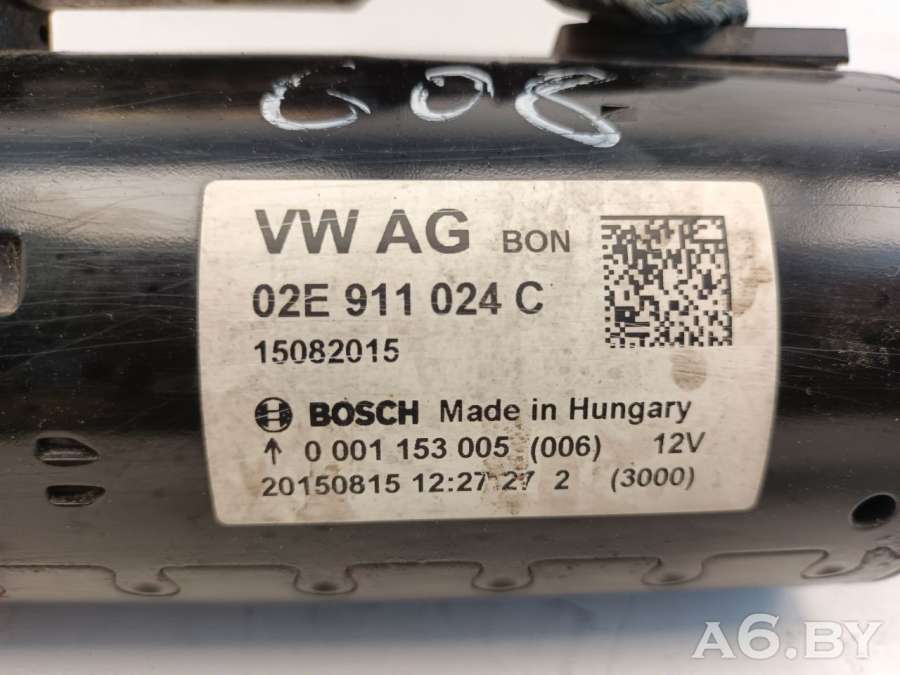 608
VW AG BON
02E 911 024 C
15082015
BOSCH Made in Hungary
↑ 0 001 153 005 (006) 12V
20150815 12:27:27 2 (3000)
A6.BY